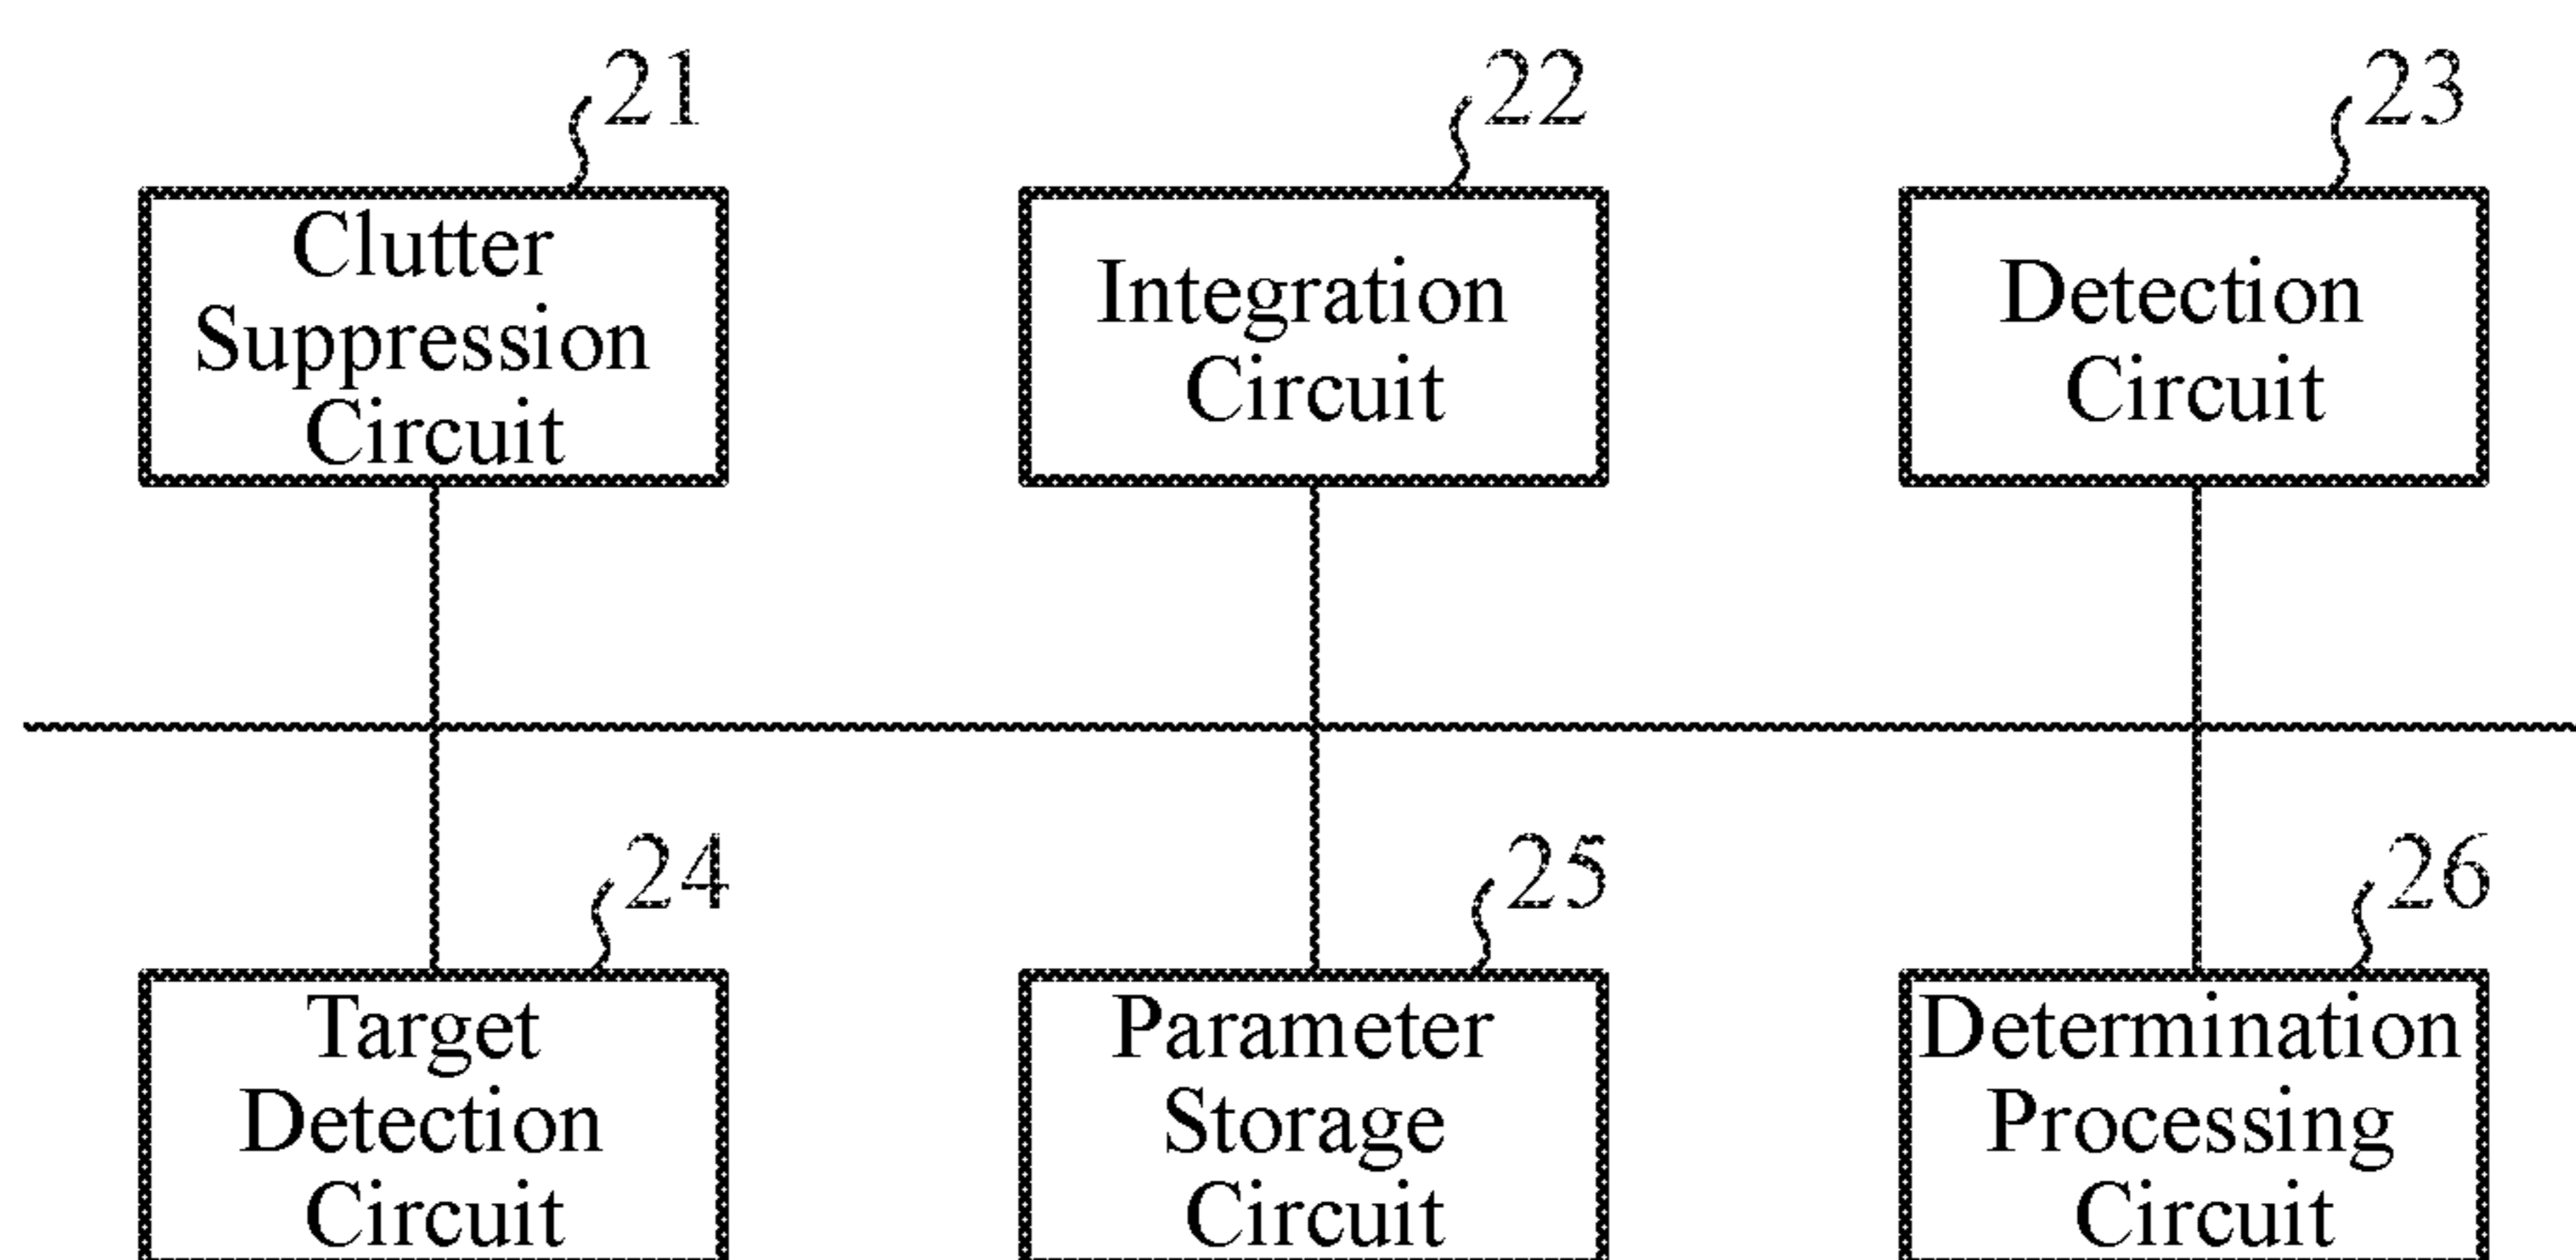 21
Clutter
Suppression
Circuit
22
Integration
Circuit
23
Detection
Circuit
24
Target
Detection
Circuit
25
Parameter
Storage
Circuit
26
Determination
Processing
Circuit